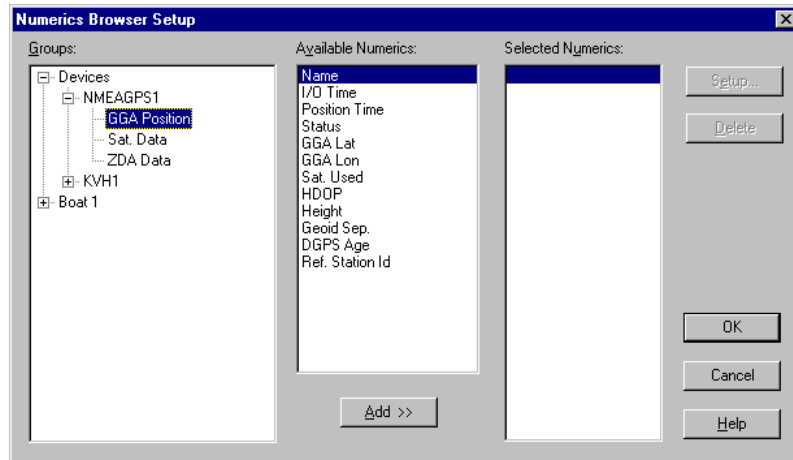 Numerics Browser Setup
Groups:
Devices
NMEAGPS1
GGA Position
Sat. Data
ZDA Data
KVH1
Boat 1
Available Numerics:
Name
I/O Time
Position Time
Status
GGA Lat
GGA Lon
Sat. Used
HDOP
Height
Geoid Sep.
DGPS Age
Ref. Station Id
Add >>
Selected Numerics:
Setup...
Delete
OK
Cancel
Help